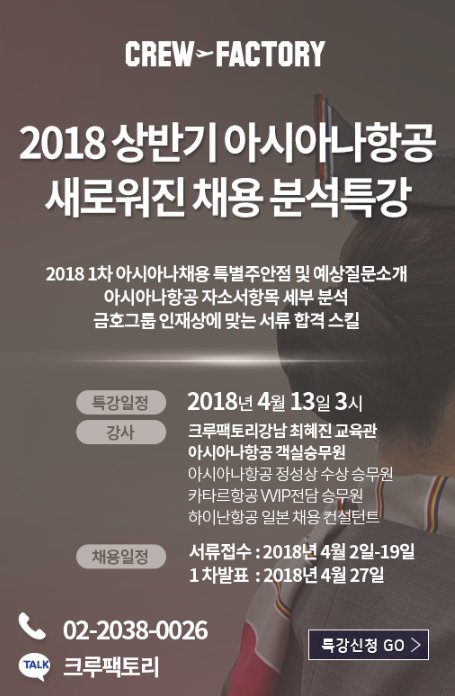 CREW FACTORY
2018 상반기 아시아나항공
새로워진 채용 분석특강
2018 1차 아시아나채용 특별주안점 및 예상질문소개
아시아나항공 자소서항목 세부 분석
금호그룹 인재상에 맞는 서류 합격 스킬
특강일정 2018년 4월 13일 3시
강사 크루팩토리강남 최혜진 교육관
아시아나항공 객실승무원
아시아나항공 정성상 수상 승무원
카타르항공 VVIP전담 승무원
하이난항공 일본 채용 컨설턴트
채용일정 서류접수 : 2018년 4월 2일-19일
1차발표 : 2018년 4월 27일
02-2038-0026
TALK 크루팩토리
특강신청 GO >